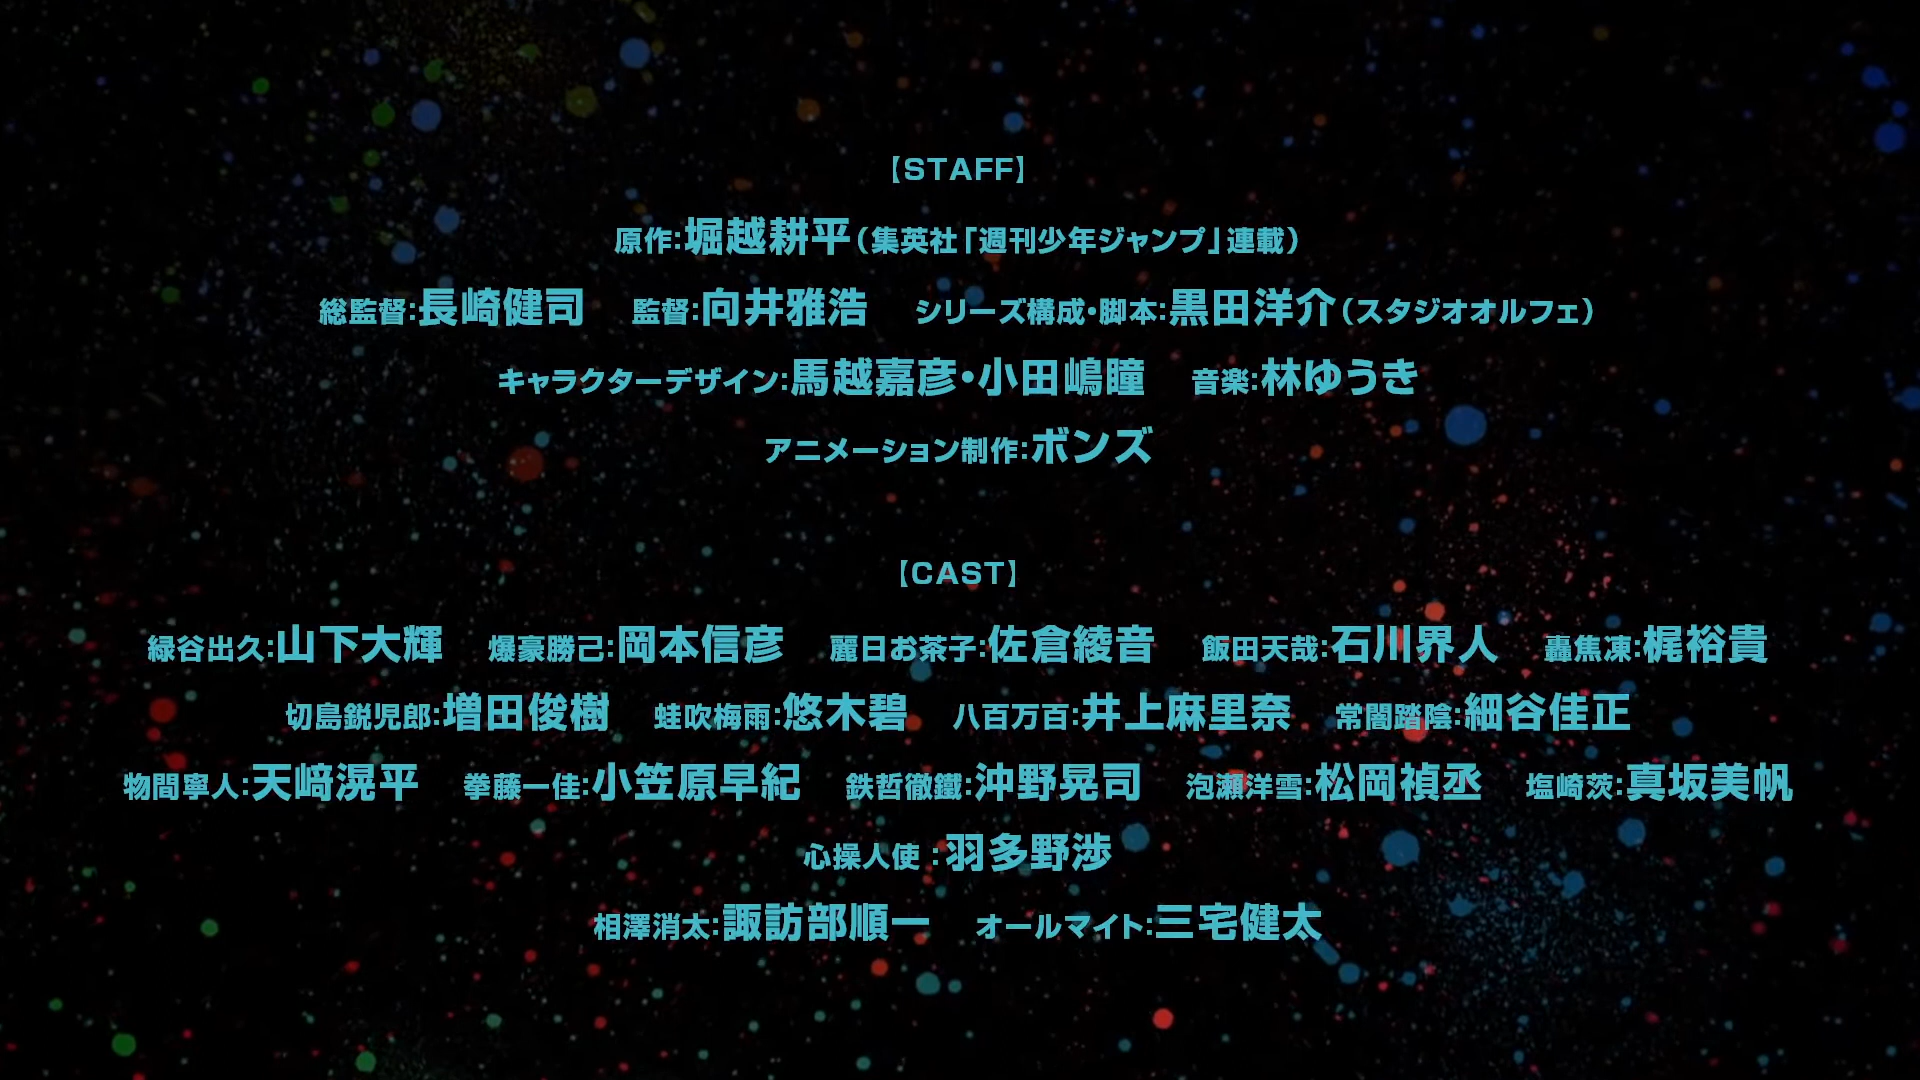 【STAFF】
原作:堀越耕平(集英社「週刊少年ジャンプ」連載)
総監督:長崎健司 監督:向井雅浩 シリーズ構成・脚本:黒田洋介(スタジオオルフェ)
キャラクターデザイン:馬越嘉彦・小田嶋瞳 音楽:林ゆうき
アニメーション制作:ボンズ
【CAST】
緑谷出久:山下大輝 爆豪勝己:岡本信彦 麗日お茶子:佐倉綾音 飯田天哉:石川界人 轟焦凍:梶裕貴
切島鋭児郎:増田俊樹 蛙吹梅雨:悠木碧 八百万百:井上麻里奈 常闇踏陰:細谷佳正
物間寧人:天﨑滉平 拳藤一佳:小笠原早紀 鉄哲徹鐵:沖野晃司 泡瀬洋雪:松岡禎丞 塩崎茨:真坂美帆
心操人使:羽多野渉
相澤消太:諏訪部順一 オールマイト:三宅健太